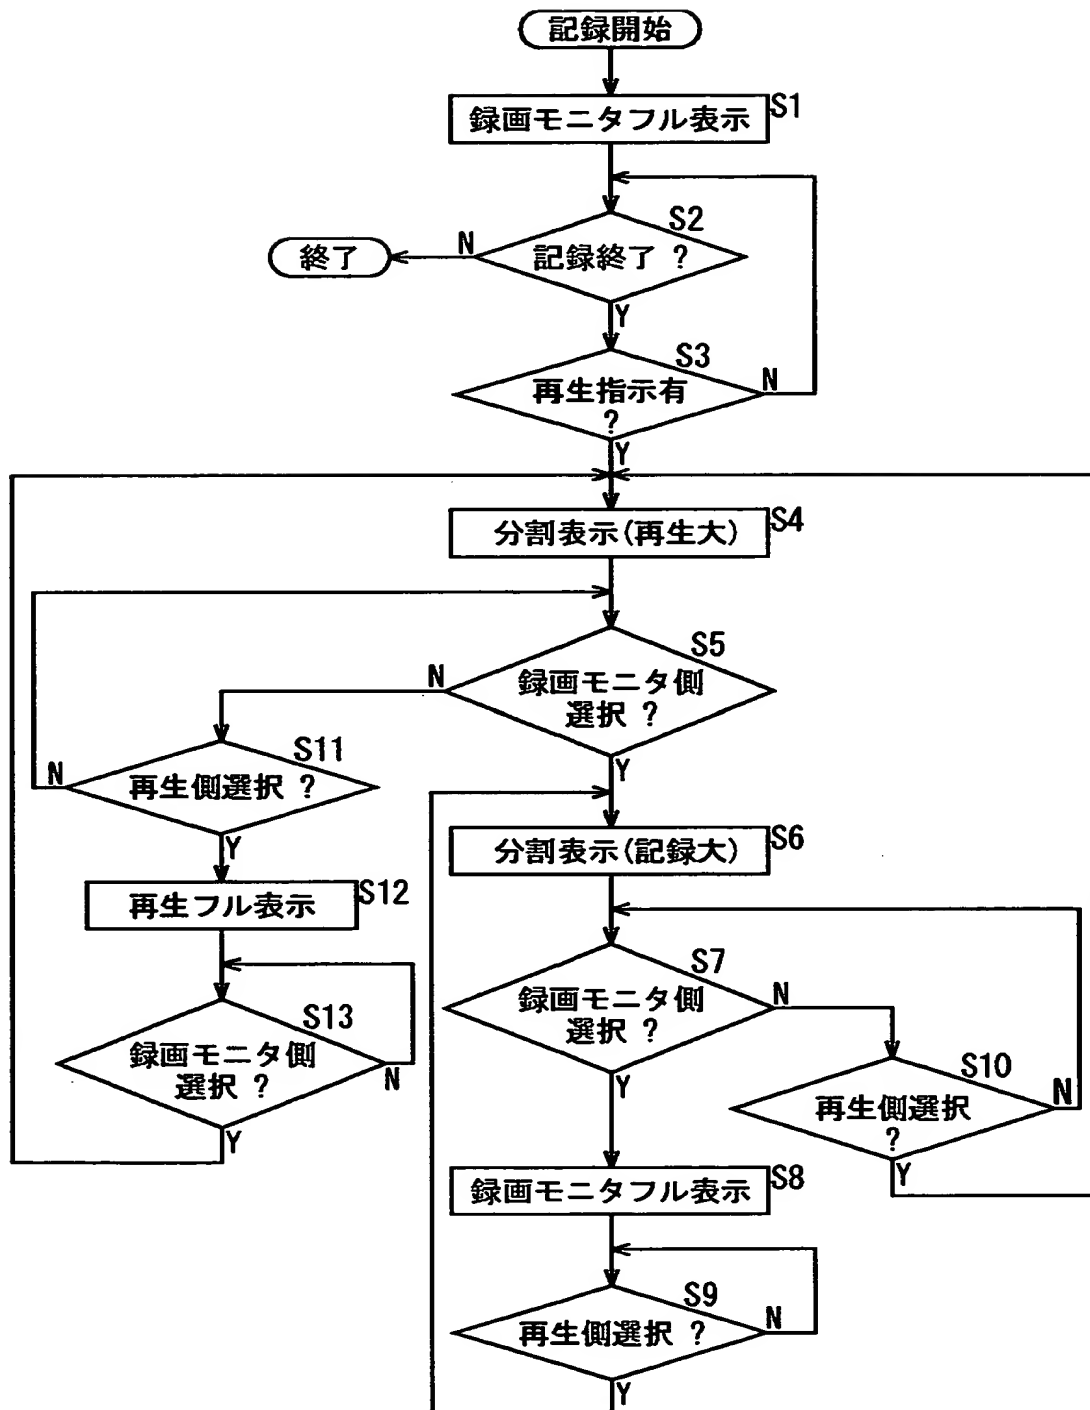 記録開始
録画モニタフル表示
S1
S2
記録終了 ?
N
終了
Y
S3
再生指示有
?
N
Y
分割表示(再生大)
S4
S5
録画モニタ側
選択 ?
N
Y
S11
再生側選択 ?
N
Y
分割表示(記録大)
S6
再生フル表示
S12
S7
録画モニタ側
選択 ?
N
Y
S13
録画モニタ側
選択 ?
N
Y
S10
再生側選択
?
N
Y
録画モニタフル表示
S8
S9
再生側選択 ?
N
Y